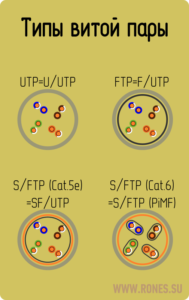 Типы витой пары
UTP=U/UTP
FTP=F/UTP
S/FTP (Cat.5e)
=SF/UTP
S/FTP (Cat.6)
=S/FTP (PiMF)
WWW.RONES.SU